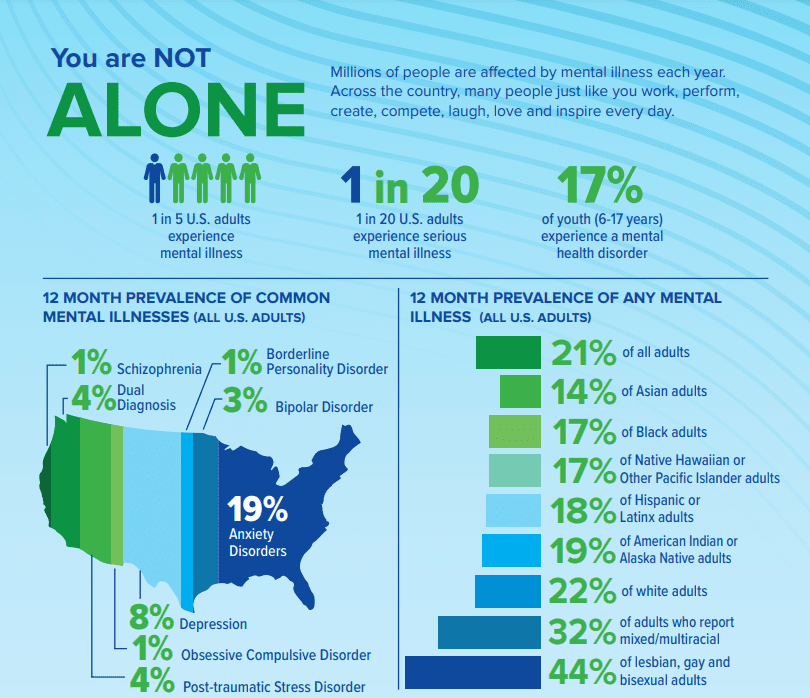 You are NOT
ALONE
Millions of people are affected by mental illness each year.
Across the country, many people just like you work, perform,
create, compete, laugh, love and inspire every day.
1 in 5 U.S. adults
experience
mental illness
1 in 20
1 in 20 U.S. adults
experience serious
mental illness
17%
of youth (6-17 years)
experience a mental
health disorder
12 MONTH PREVALENCE OF COMMON
MENTAL ILLNESSES (ALL U.S. ADULTS)
1% Schizophrenia
4% Dual
Diagnosis
1% Borderline
Personality Disorder
3% Bipolar Disorder
19%
Anxiety
Disorders
8% Depression
1% Obsessive Compulsive Disorder
4% Post-traumatic Stress Disorder
12 MONTH PREVALENCE OF ANY MENTAL
ILLNESS (ALL U.S. ADULTS)
21% of all adults
14% of Asian adults
17% of Black adults
17% of Native Hawaiian or
Other Pacific Islander adults
18% of Hispanic or
Latinx adults
19% of American Indian or
Alaska Native adults
22% of white adults
32% of adults who report
mixed/multiracial
44% of lesbian, gay and
bisexual adults